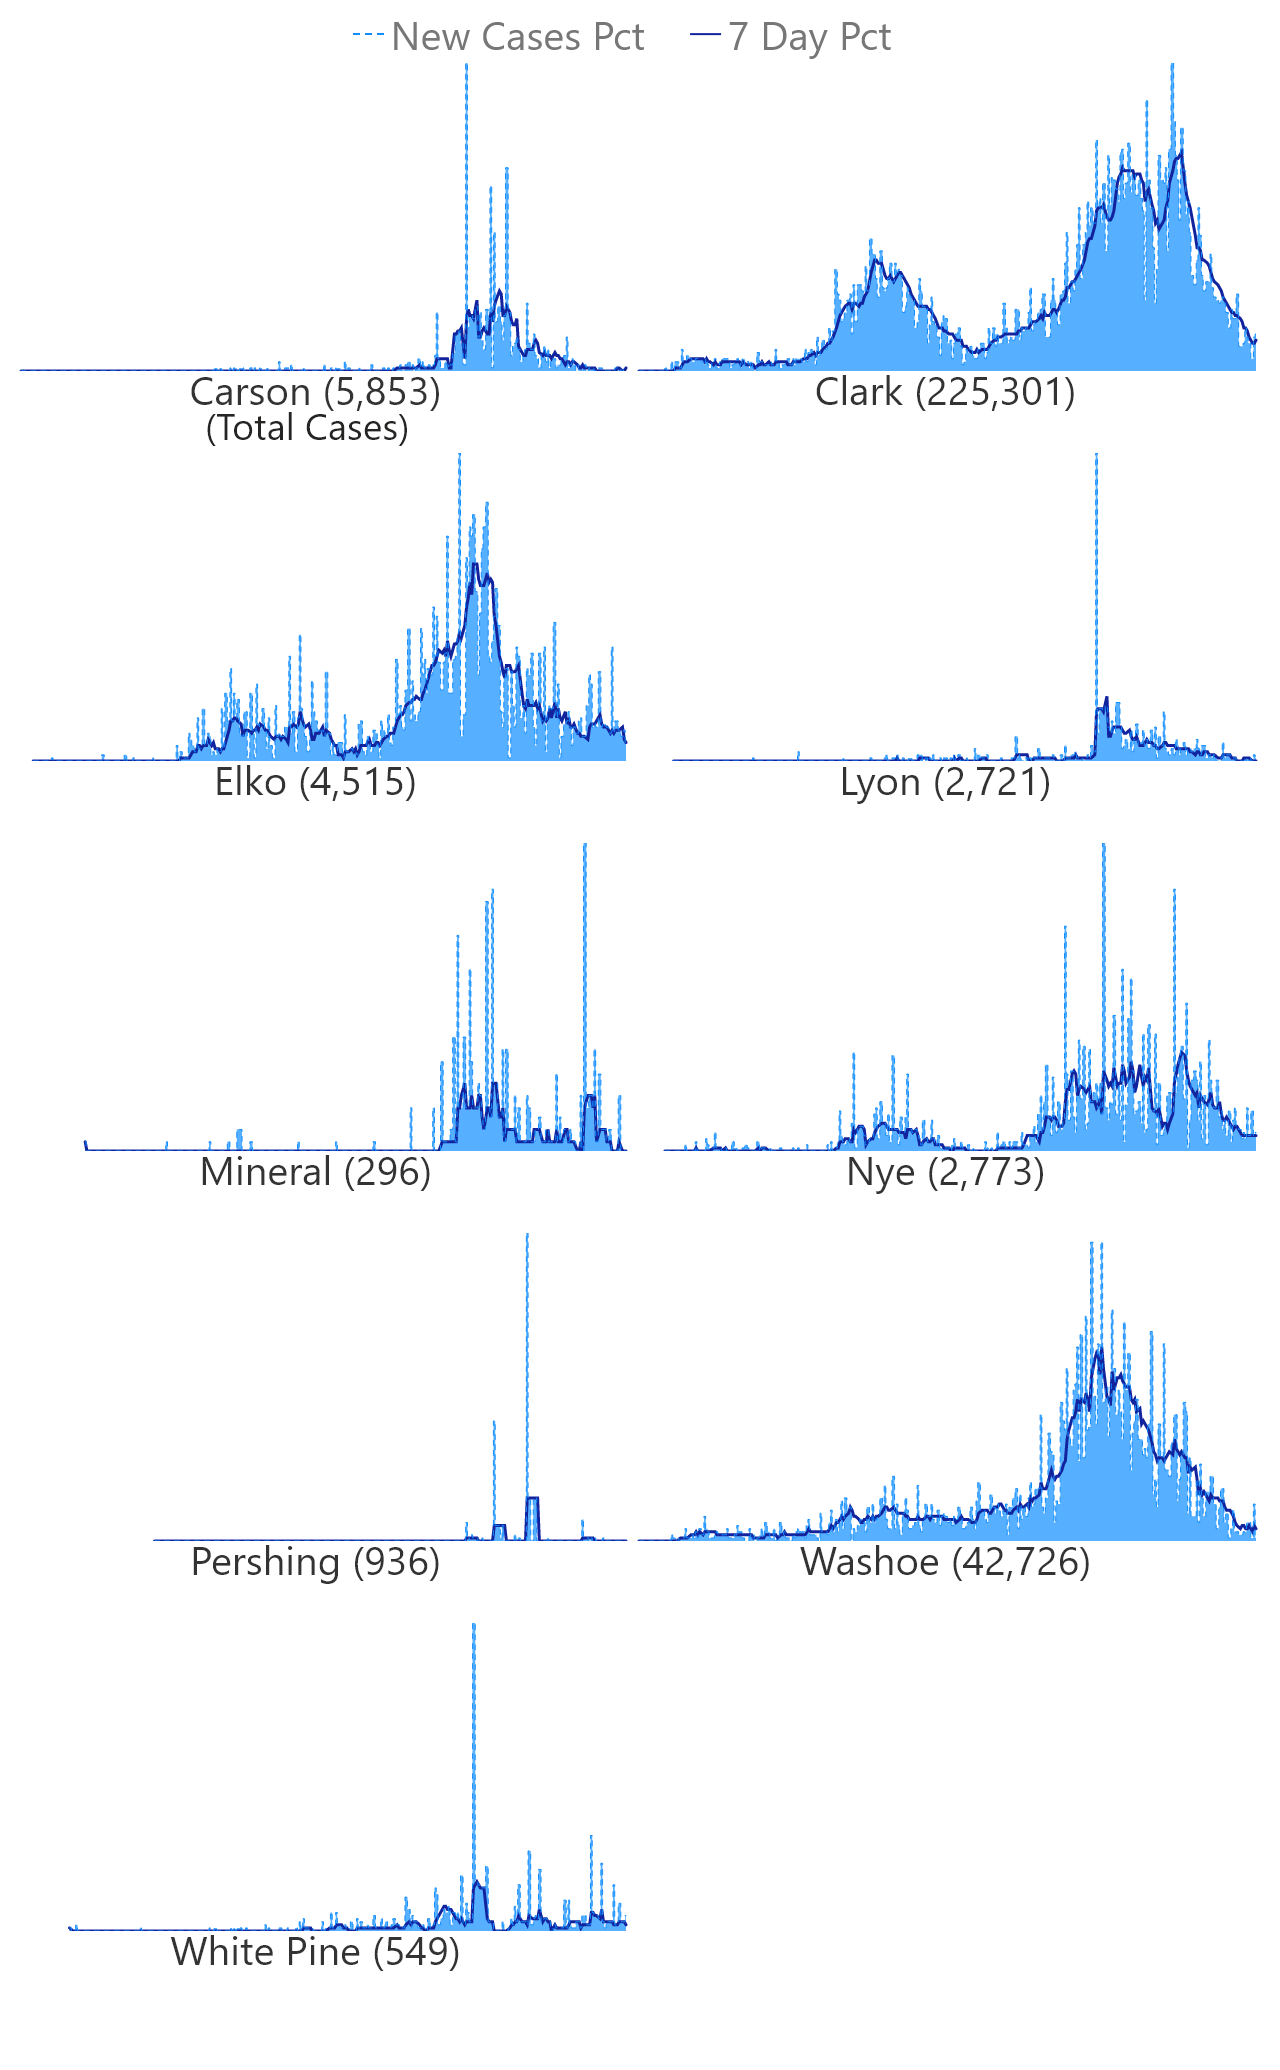 New Cases Pct 7 Day Pct
Carson (5,853) Clark (225,301)
(Total Cases)
Elko (4,515) Lyon (2,721)
Mineral (296) Nye (2,773)
Pershing (936) Washoe (42,726)
White Pine (549)